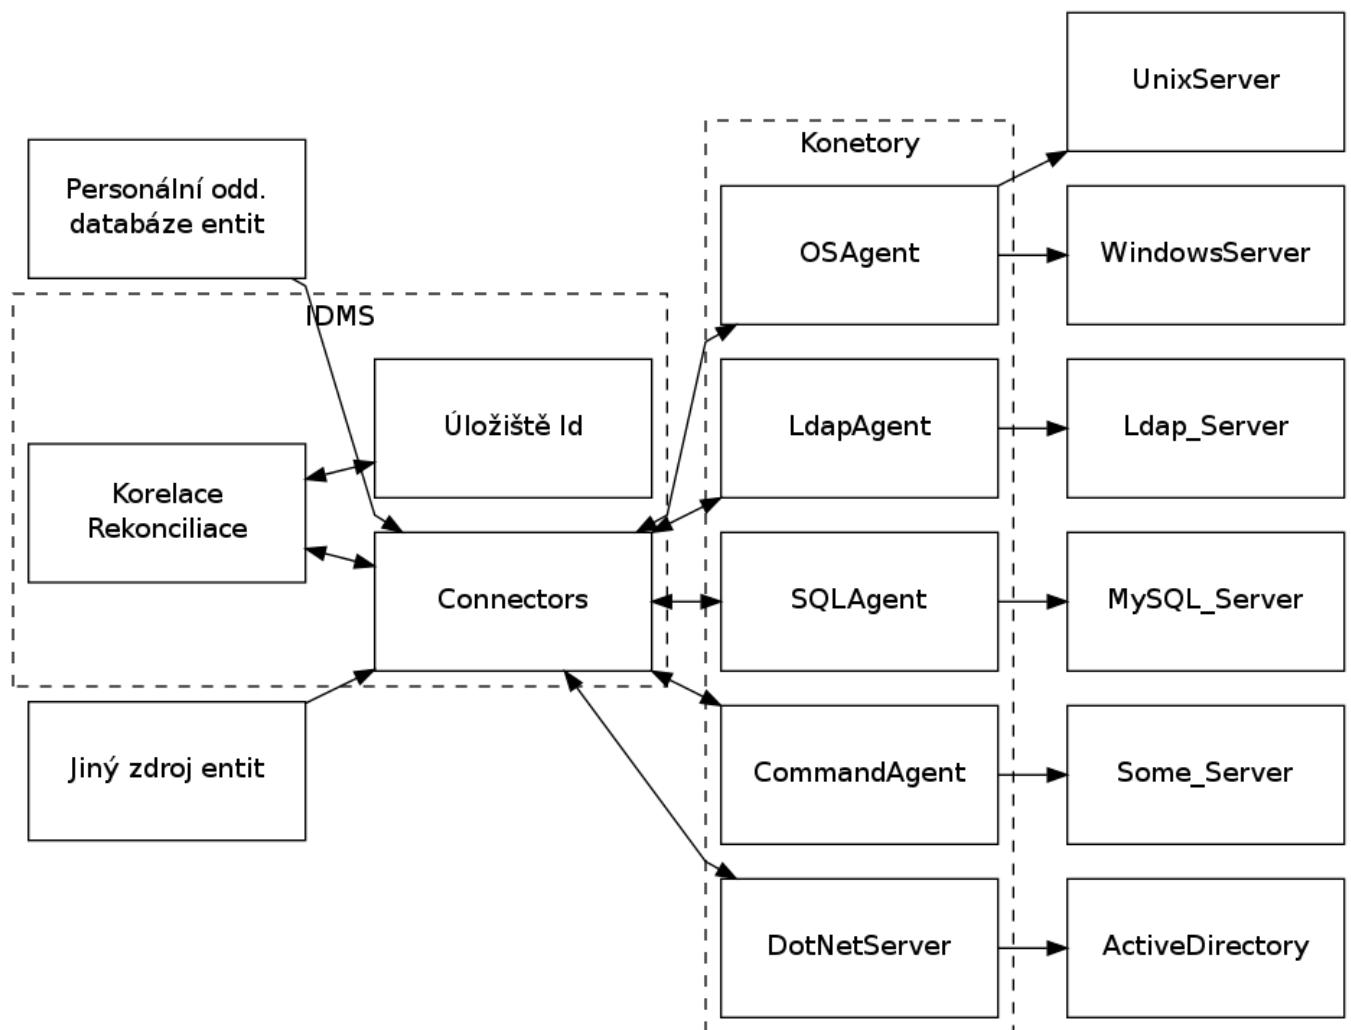 UnixServer
Konetory
Personální odd.
databáze entit
OSAgent
WindowsServer
IDMS
Úložiště Id
LdapAgent
Ldap_Server
Korelace
Rekonciliace
Connectors
SQLAgent
MySQL_Server
Jiný zdroj entit
CommandAgent
Some_Server
DotNetServer
ActiveDirectory